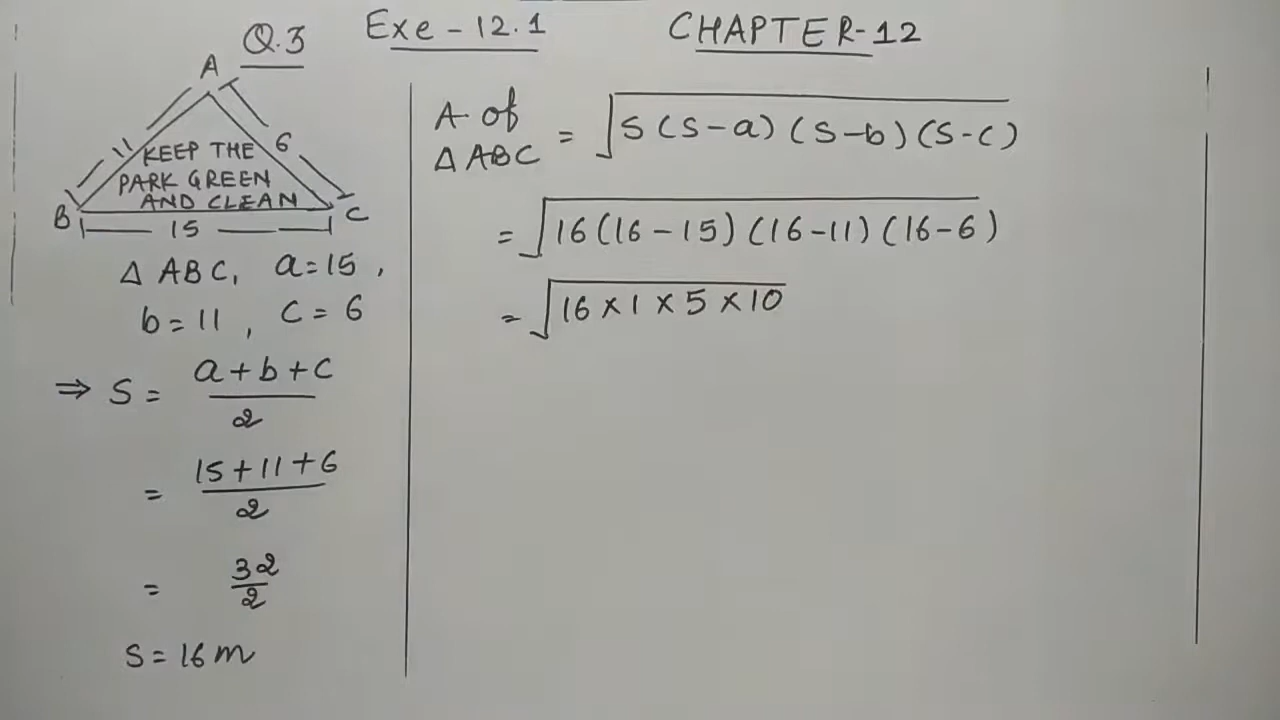 Q.3 Exe - 12.1 CHAPTER-12
A
11
6
KEEP THE
PARK GREEN
AND CLEAN
B
C
15
Δ ABC, a=15,
b=11, c=6
⇒ S = a+b+c
2
= 15+11+6
2
= 32
2
S=16m
A of
Δ ABC = √S(S-a)(S-b)(S-c)
= √16(16-15)(16-11)(16-6)
= √16×1×5×10